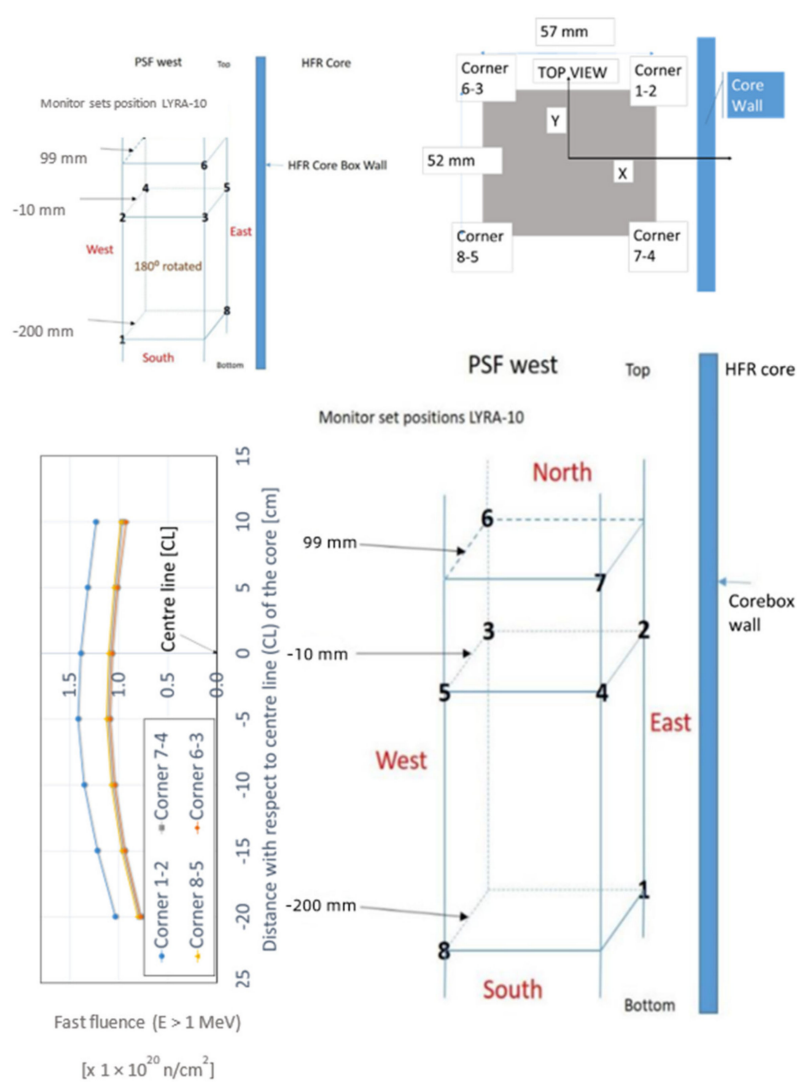 PSF west
Top
HFR Core
Monitor sets position LYRA-10
99 mm
6
HFR Core Box Wall
4
5
-10 mm
2
3
East
West
180⁰ rotated
-200 mm
8
1
South
Bottom
57 mm
Corner
6-3
TOP VIEW
Corner
1-2
Core
Wall
Y
52 mm
X
Corner
8-5
Corner
7-4
PSF west
Top
HFR core
Monitor set positions LYRA-10
North
6
99 mm
7
Corebox
wall
3
2
-10 mm
5
4
East
West
1
-200 mm
8
South
Bottom
15
10
5
0
-5
-10
-15
-20
25
Distance with respect to centre line (CL) of the core [cm]
1.5
1.0
0.5
0.0
Centre line [CL]
Corner 1-2
Corner 7-4
Corner 8-5
Corner 6-3
Fast fluence (E > 1 MeV)
[x 1 × 10²⁰ n/cm²]